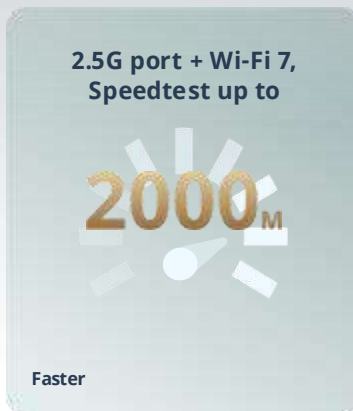 2.5G port + Wi-Fi 7,
Speedtest up to
2000M
Faster